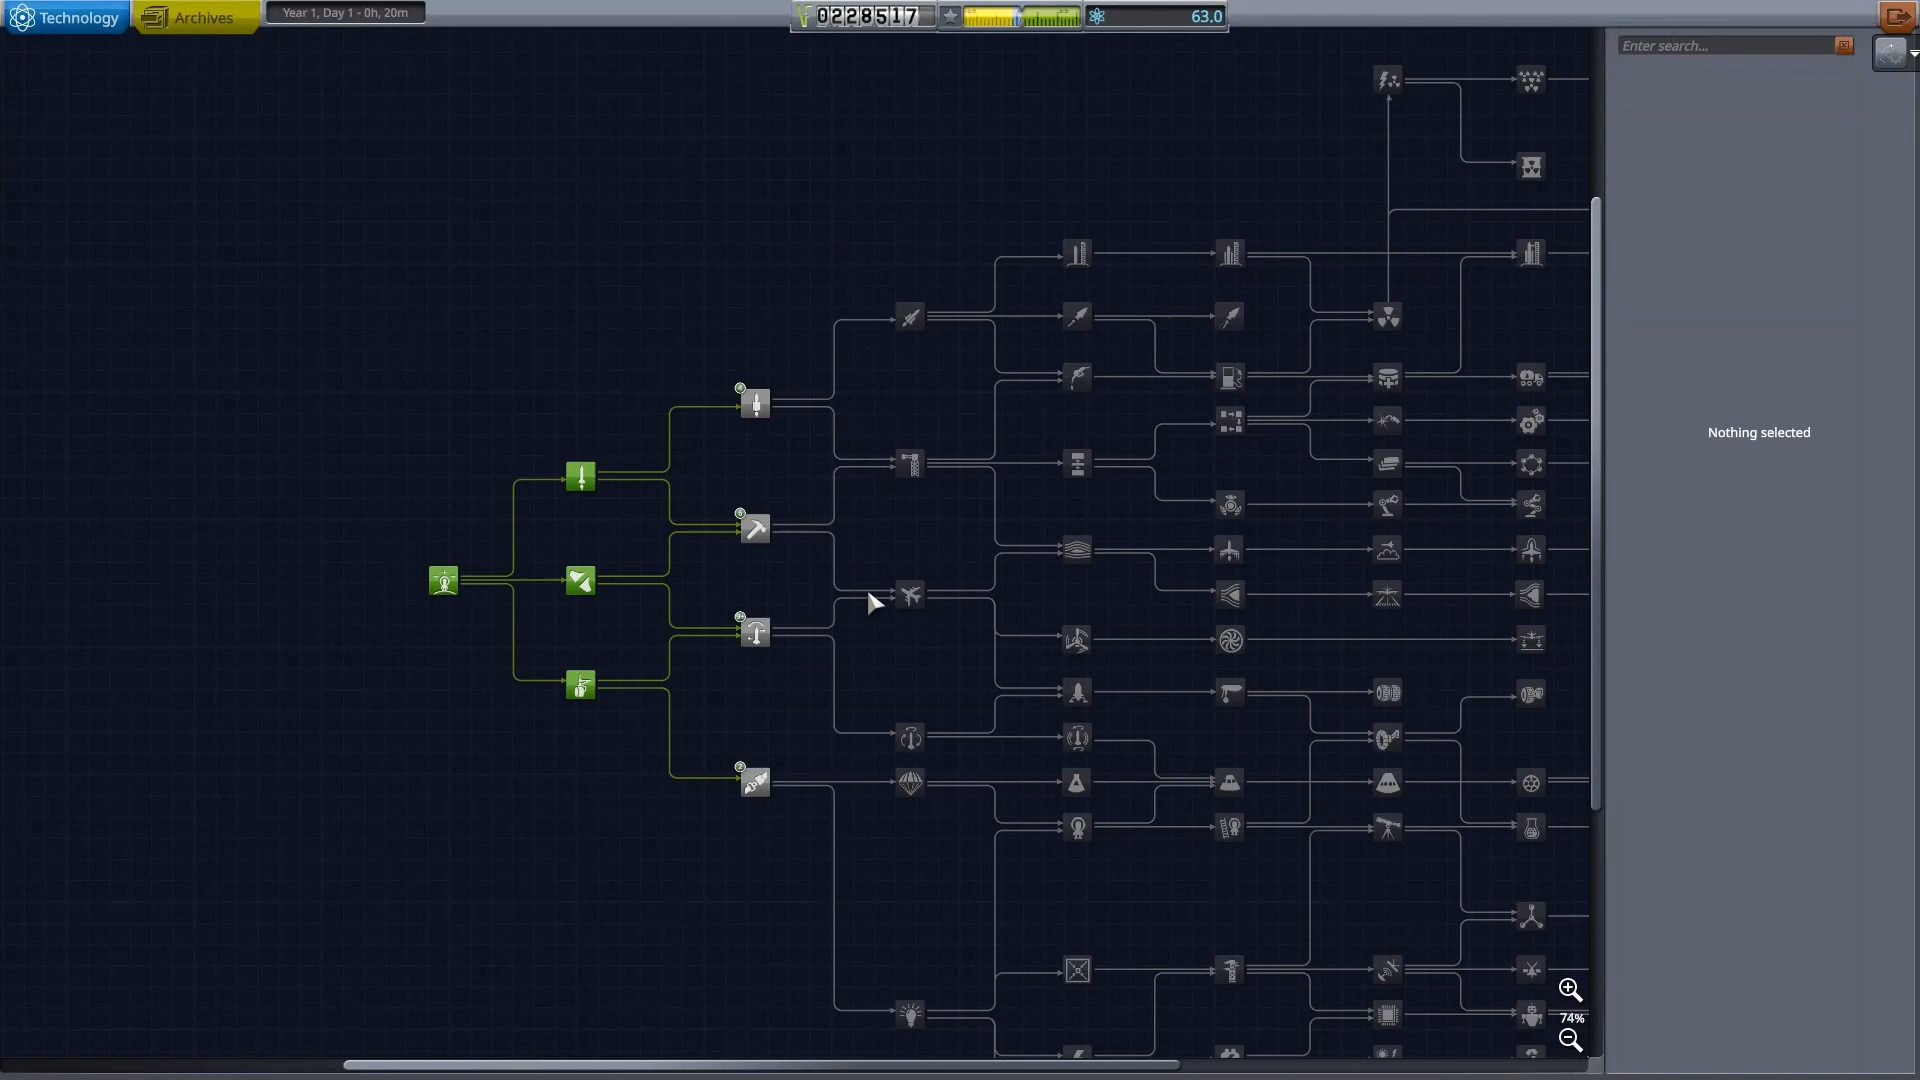 Technology
Archives
Year 1, Day 1 - 0h, 20m
0228517
63.0
Enter search...
Nothing selected
74%